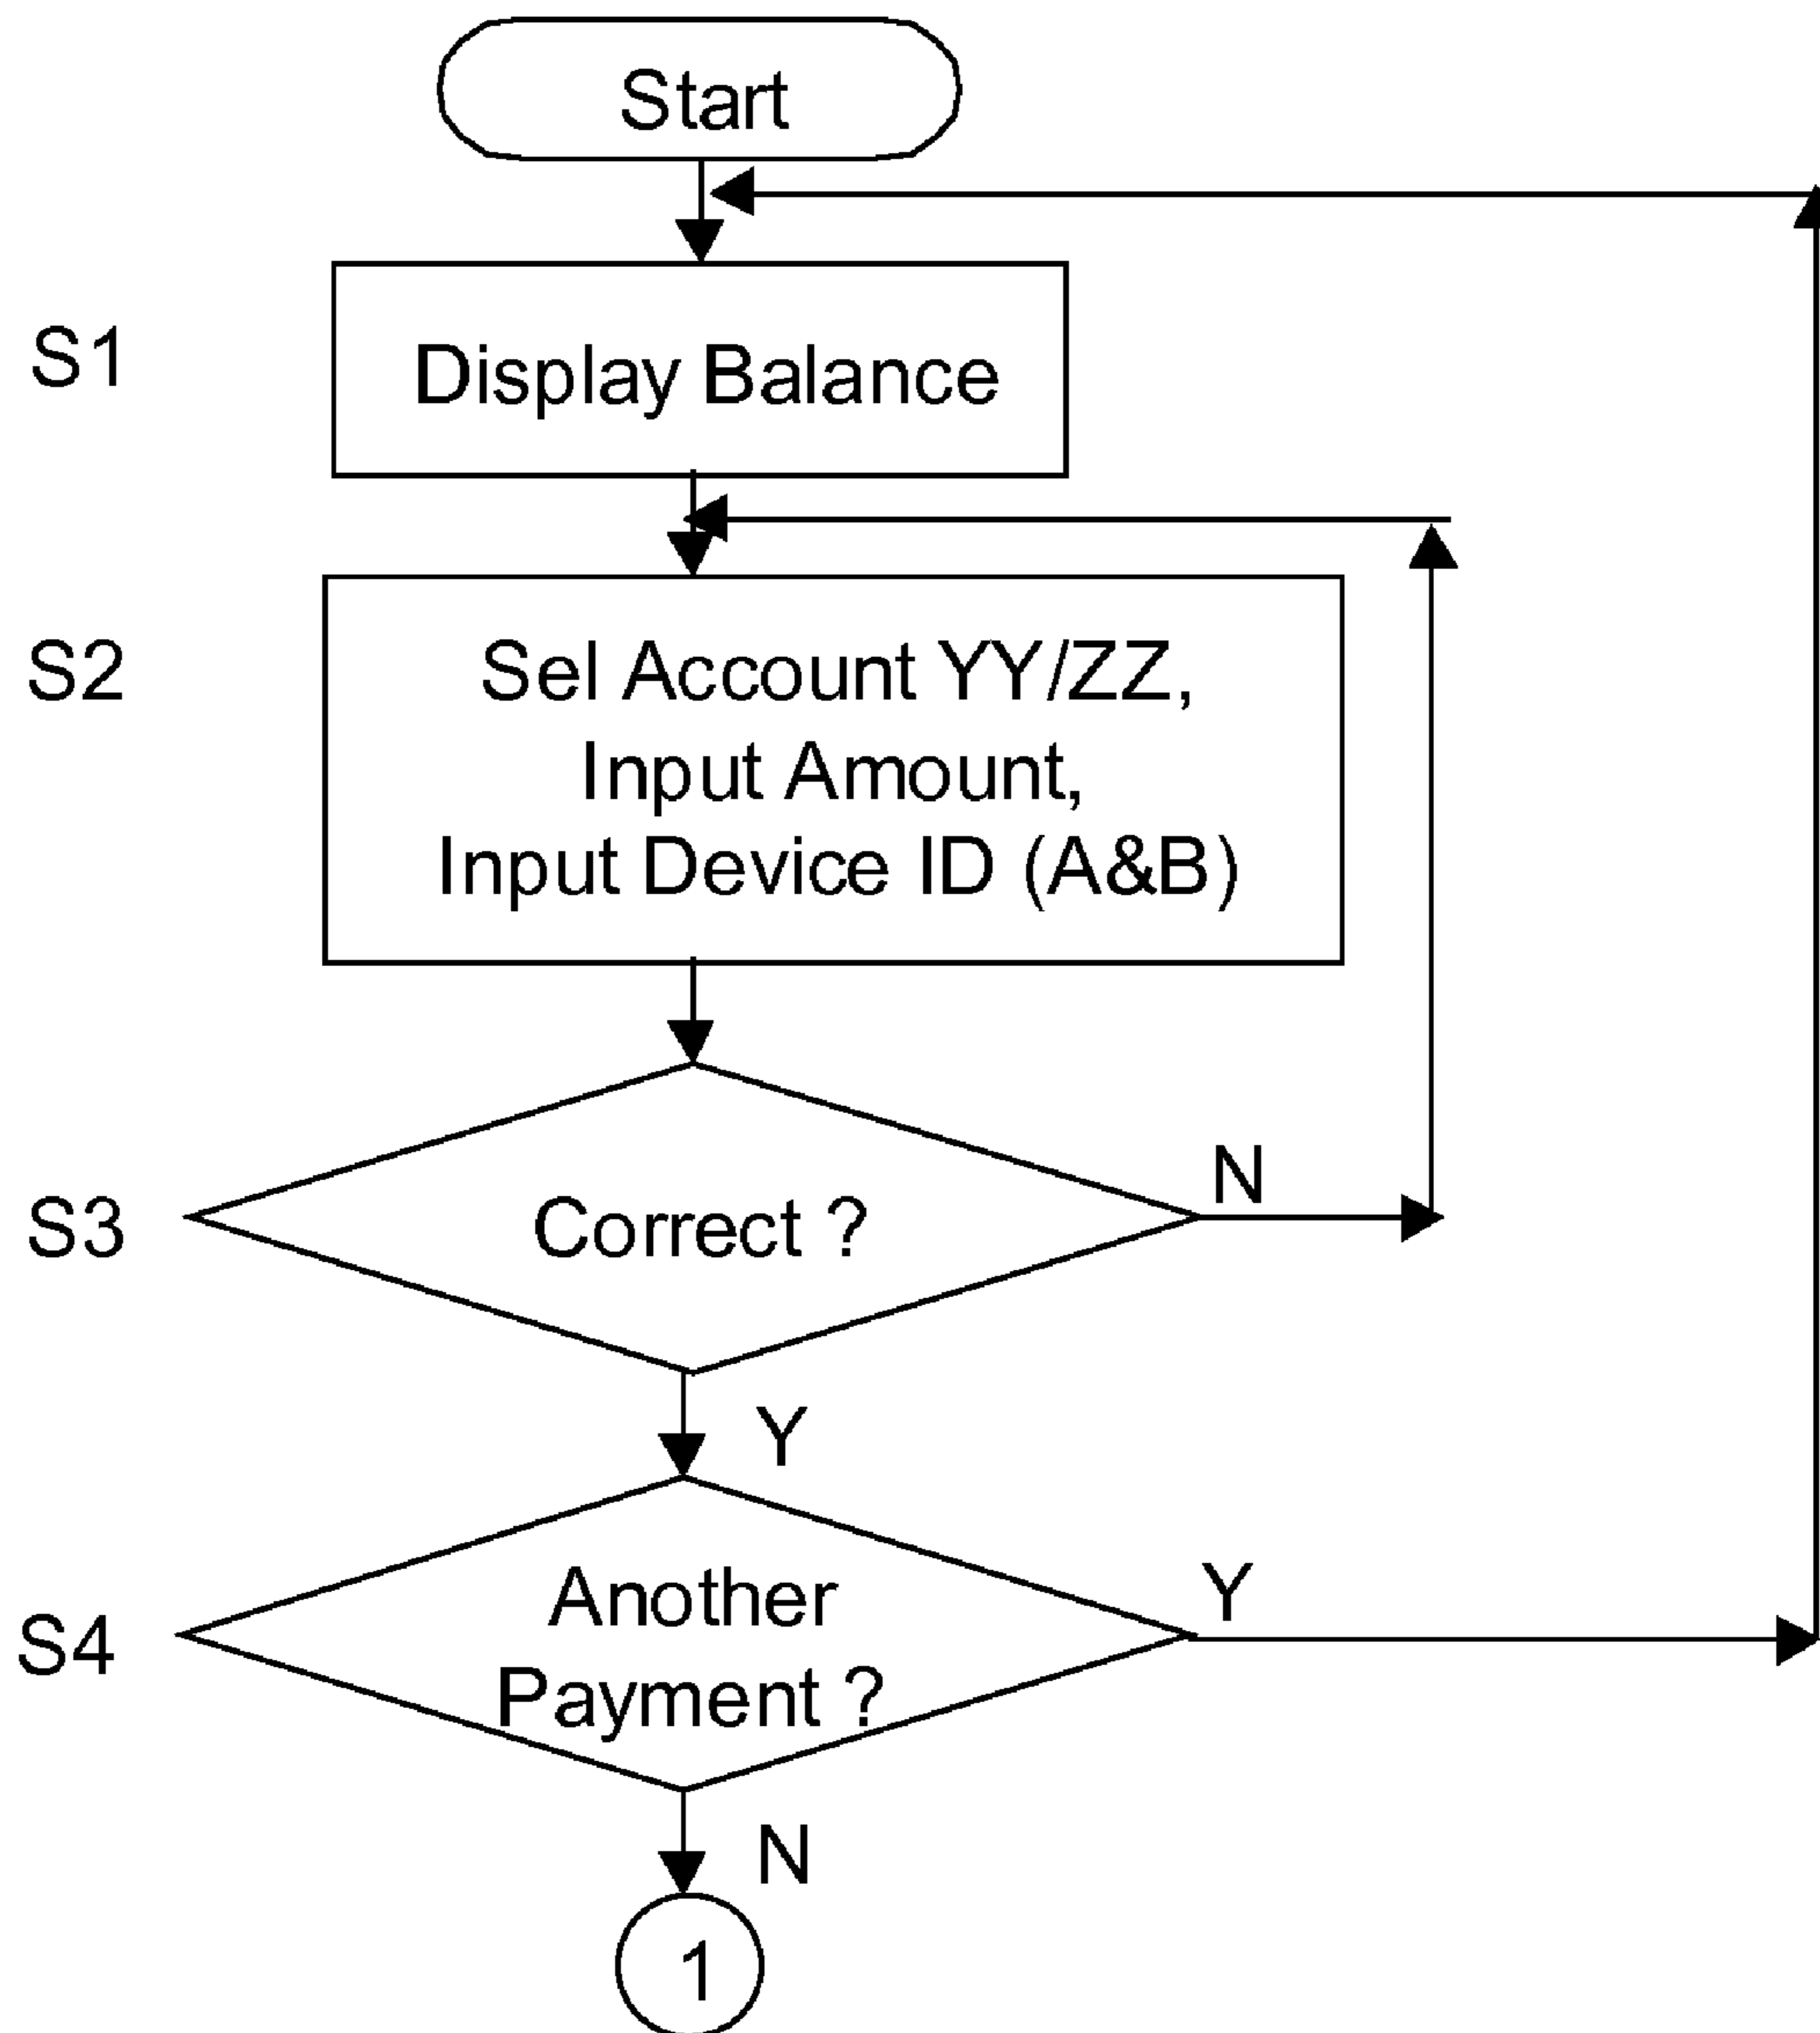 Start
S1
Display Balance
S2
Sel Account YY/ZZ,
Input Amount,
Input Device ID (A&B)
S3
Correct ?
N
Y
S4
Another
Payment ?
Y
N
1